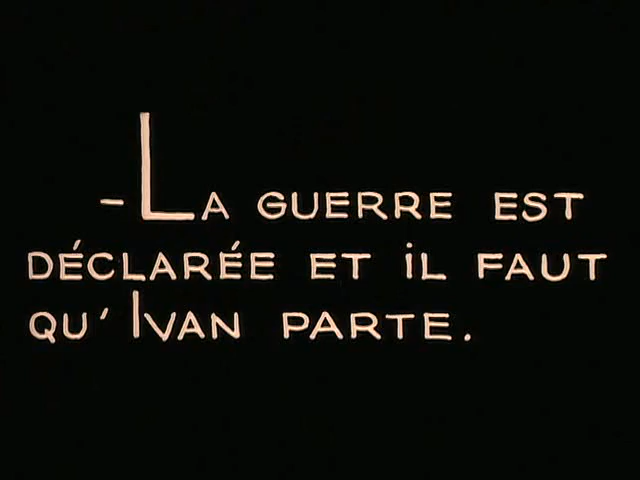 - LA GUERRE EST
DÉCLARÉE ET iL FAUT
QU' IVAN PARTE.